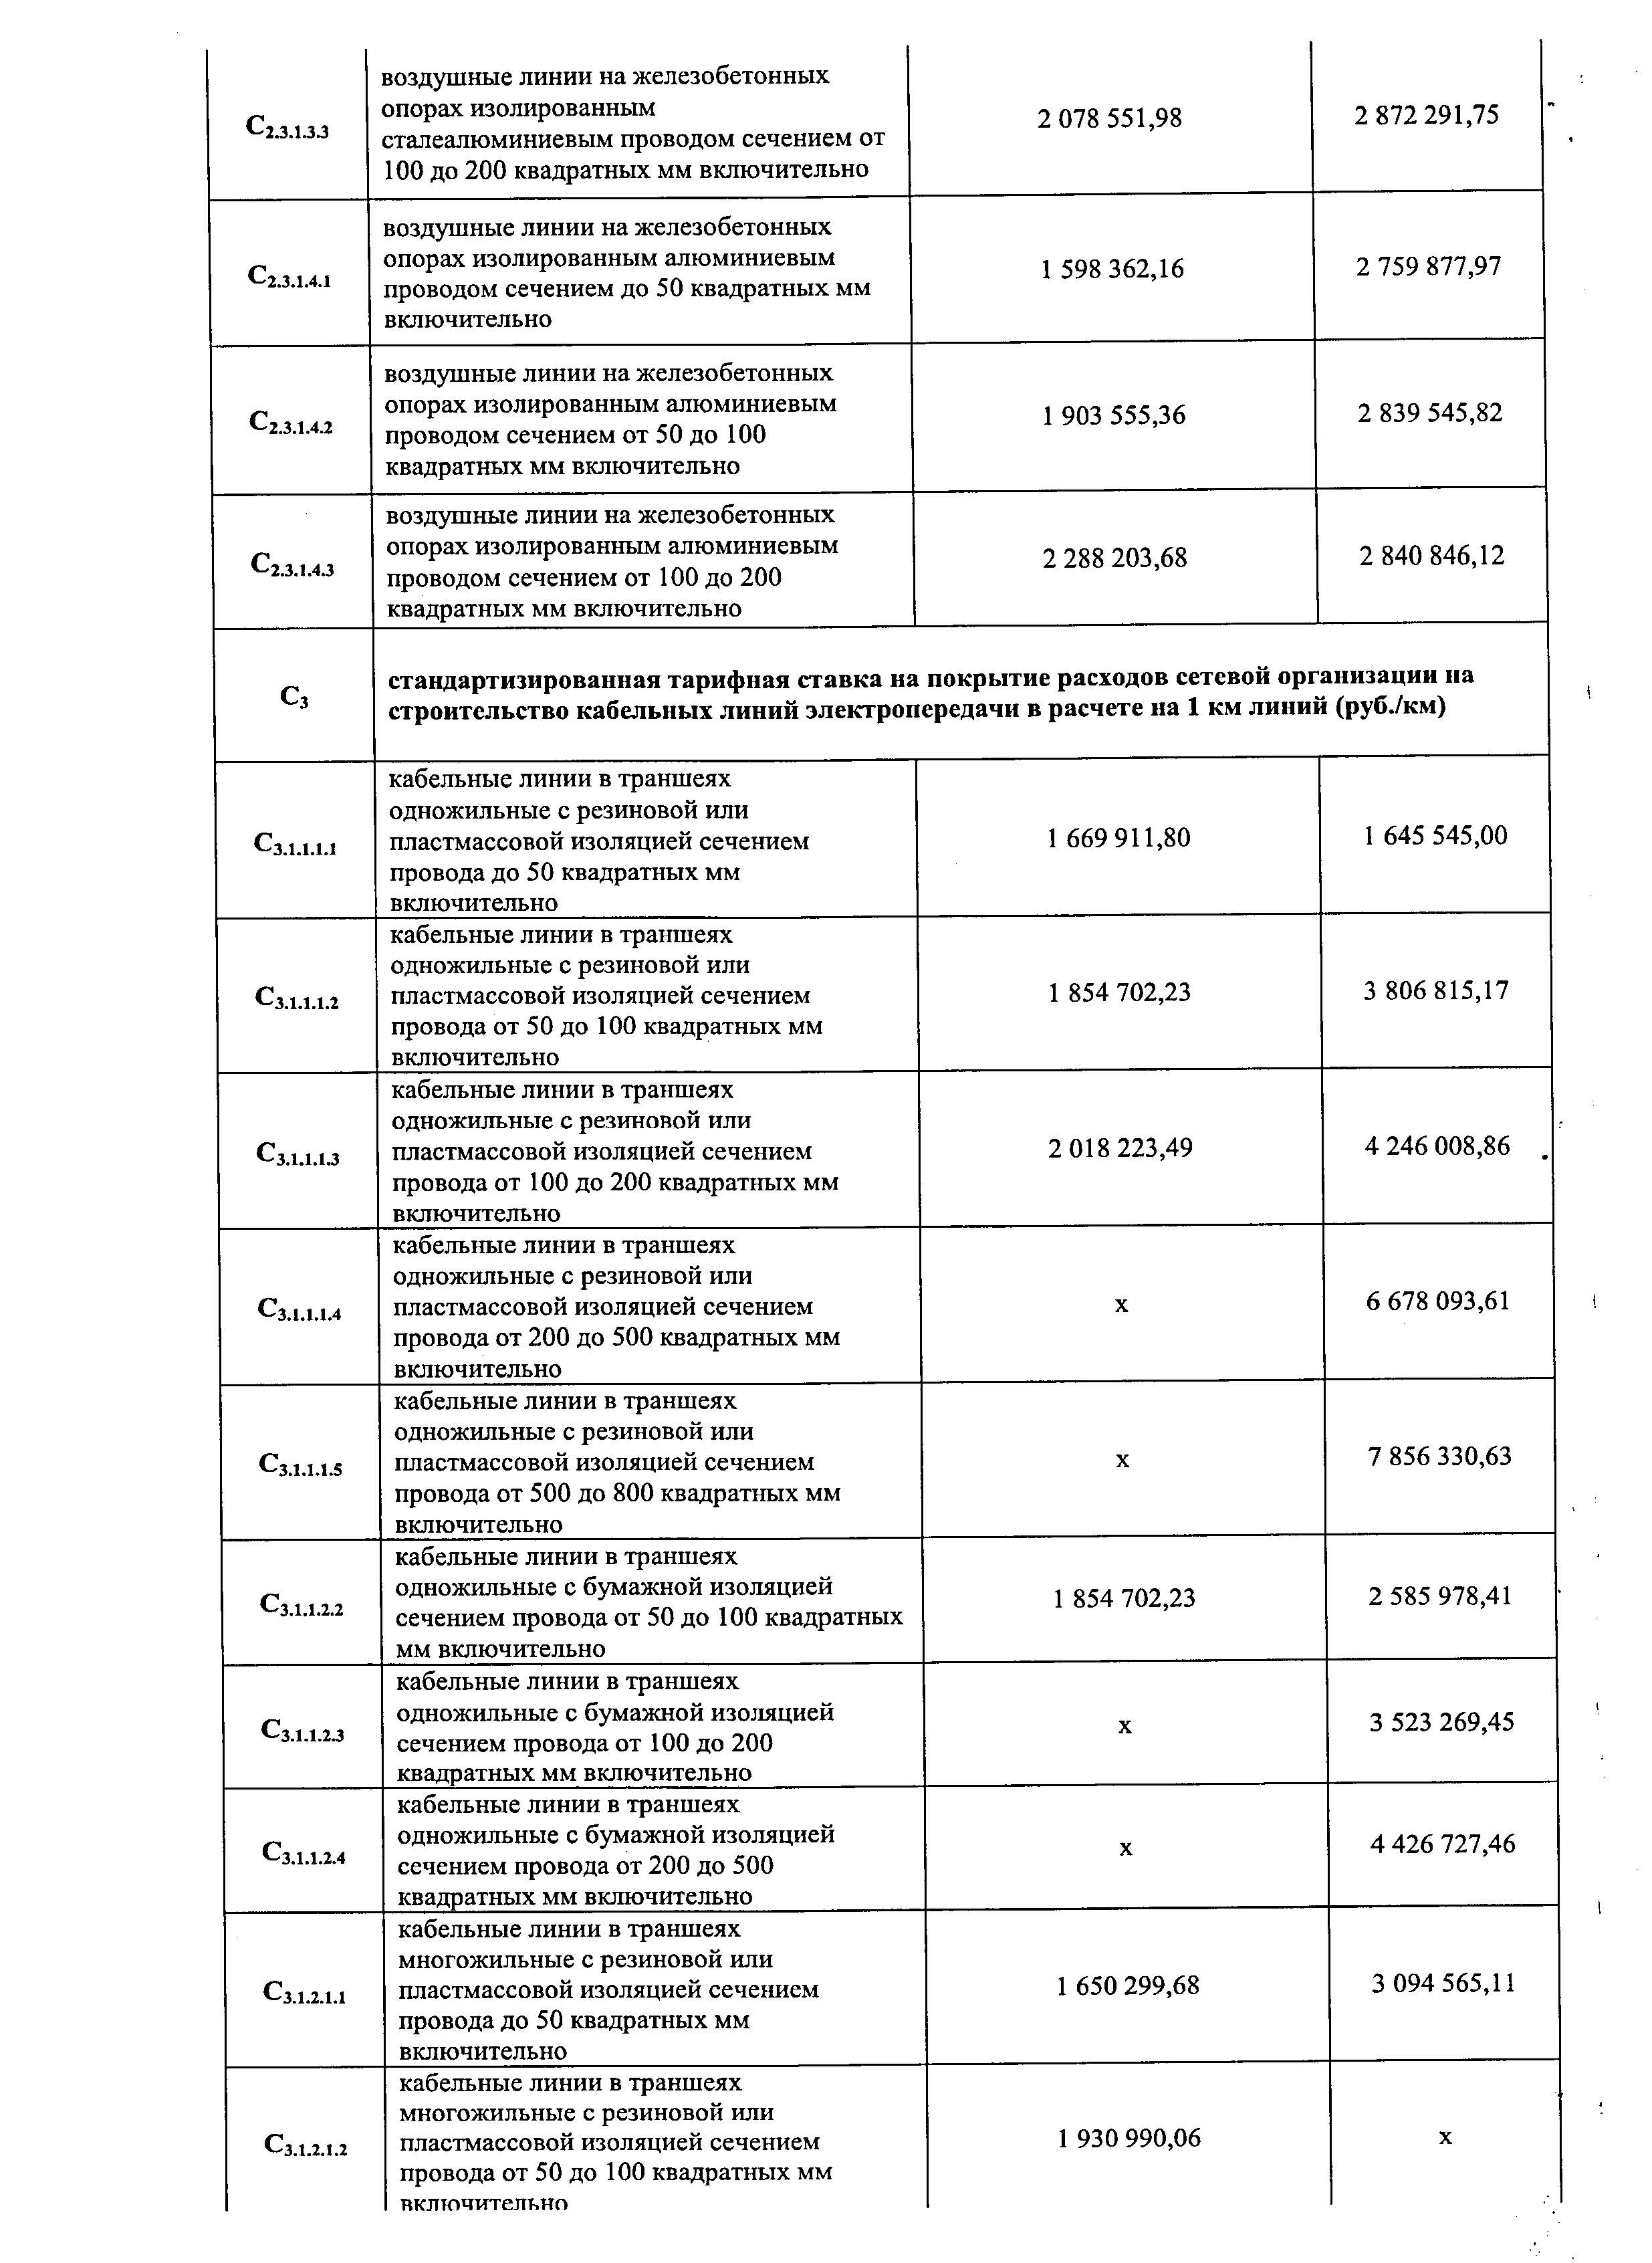 С2.3.1.3.3
воздушные линии на железобетонных
опорах изолированным
сталеалюминиевым проводом сечением от
100 до 200 квадратных мм включительно
2 078 551,98
2 872 291,75
С2.3.1.4.1
воздушные линии на железобетонных
опорах изолированным алюминиевым
проводом сечением до 50 квадратных мм
включительно
1 598 362,16
2 759 877,97
С2.3.1.4.2
воздушные линии на железобетонных
опорах изолированным алюминиевым
проводом сечением от 50 до 100
квадратных мм включительно
1 903 555,36
2 839 545,82
С2.3.1.4.3
воздушные линии на железобетонных
опорах изолированным алюминиевым
проводом сечением от 100 до 200
квадратных мм включительно
2 288 203,68
2 840 846,12
С3
стандартизированная тарифная ставка на покрытие расходов сетевой организации на
строительство кабельных линий электропередачи в расчете на 1 км линий (руб./км)
С3.1.1.1.1
кабельные линии в траншеях
одножильные с резиновой или
пластмассовой изоляцией сечением
провода до 50 квадратных мм
включительно
1 669 911,80
1 645 545,00
С3.1.1.1.2
кабельные линии в траншеях
одножильные с резиновой или
пластмассовой изоляцией сечением
провода от 50 до 100 квадратных мм
включительно
1 854 702,23
3 806 815,17
С3.1.1.1.3
кабельные линии в траншеях
одножильные с резиновой или
пластмассовой изоляцией сечением
провода от 100 до 200 квадратных мм
включительно
2 018 223,49
4 246 008,86
С3.1.1.1.4
кабельные линии в траншеях
одножильные с резиновой или
пластмассовой изоляцией сечением
провода от 200 до 500 квадратных мм
включительно
х
6 678 093,61
С3.1.1.1.5
кабельные линии в траншеях
одножильные с резиновой или
пластмассовой изоляцией сечением
провода от 500 до 800 квадратных мм
включительно
х
7 856 330,63
С3.1.1.2.2
кабельные линии в траншеях
одножильные с бумажной изоляцией
сечением провода от 50 до 100 квадратных
мм включительно
1 854 702,23
2 585 978,41
С3.1.1.2.3
кабельные линии в траншеях
одножильные с бумажной изоляцией
сечением провода от 100 до 200
квадратных мм включительно
х
3 523 269,45
С3.1.1.2.4
кабельные линии в траншеях
одножильные с бумажной изоляцией
сечением провода от 200 до 500
квадратных мм включительно
х
4 426 727,46
С3.1.2.1.1
кабельные линии в траншеях
многожильные с резиновой или
пластмассовой изоляцией сечением
провода до 50 квадратных мм
включительно
1 650 299,68
3 094 565,11
С3.1.2.1.2
кабельные линии в траншеях
многожильные с резиновой или
пластмассовой изоляцией сечением
провода от 50 до 100 квадратных мм
включительно
1 930 990,06
х